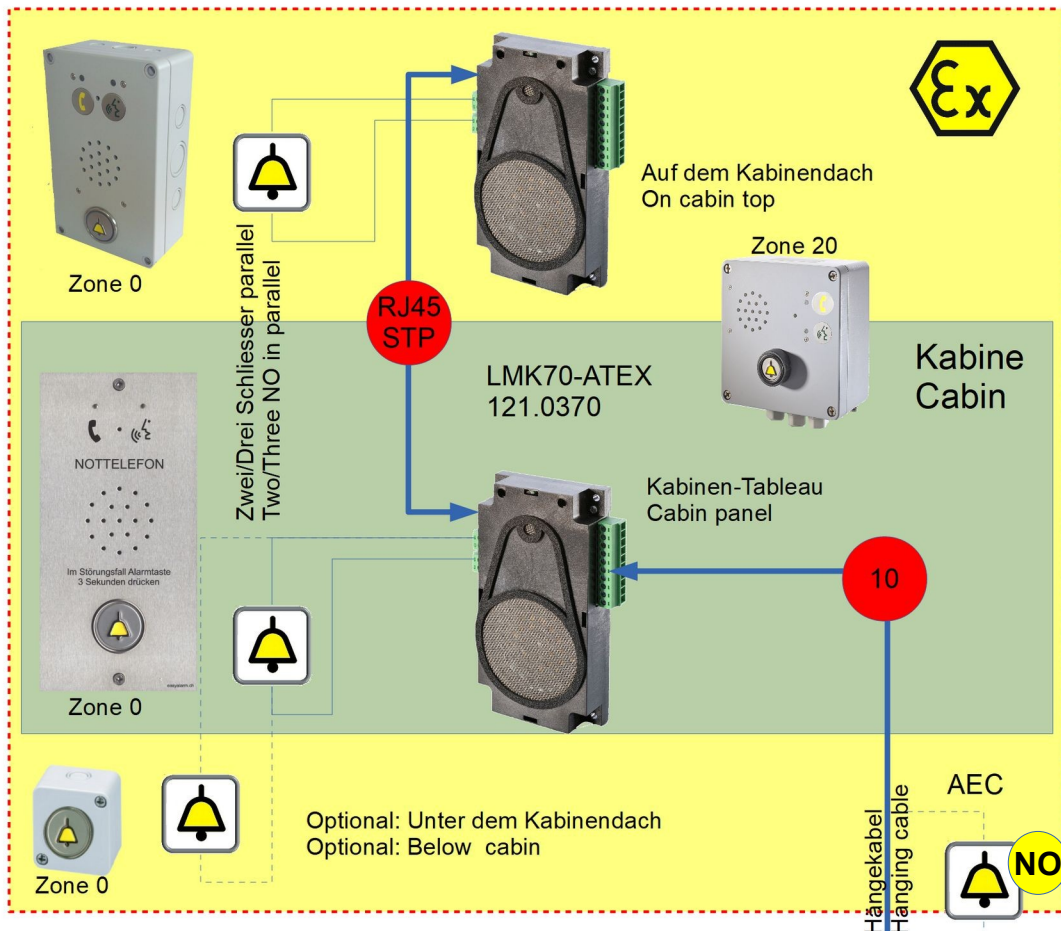 Ex
Auf dem Kabinendach
On cabin top
Zone 0
Zone 20
Zwei/Drei Schliesser parallel
Two/Three NO in parallel
RJ45
STP
LMK70-ATEX
121.0370
Kabine
Cabin
NOTTELEFON
Im Störungsfall Alarmtaste
3 Sekunden drücken
Kabinen-Tableau
Cabin panel
10
Zone 0
Optional: Unter dem Kabinendach
Optional: Below cabin
Zone 0
Hängekabel
Hanging cable
AEC
NO